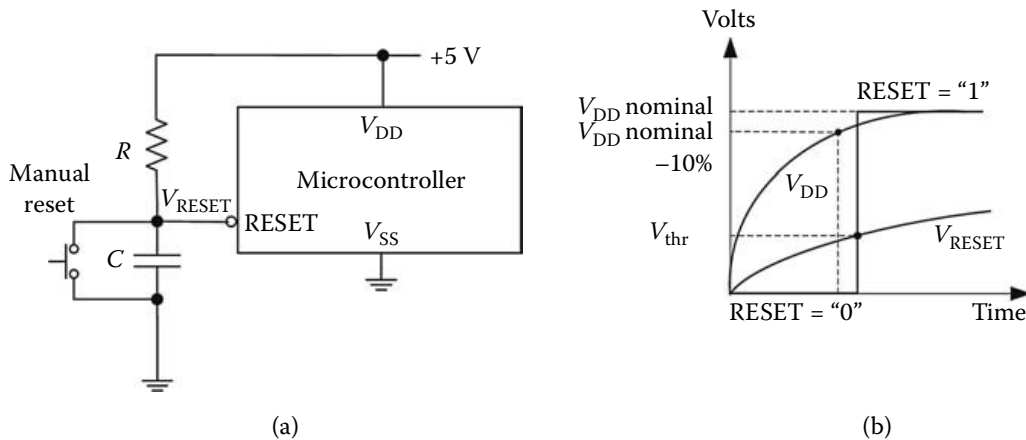 +5 V
V_DD
R
Manual
reset
V_RESET
RESET
Microcontroller
V_SS
C
(a)
Volts
RESET = "1"
V_DD nominal
V_DD nominal
–10%
V_DD
V_thr
V_RESET
RESET = "0"
Time
(b)